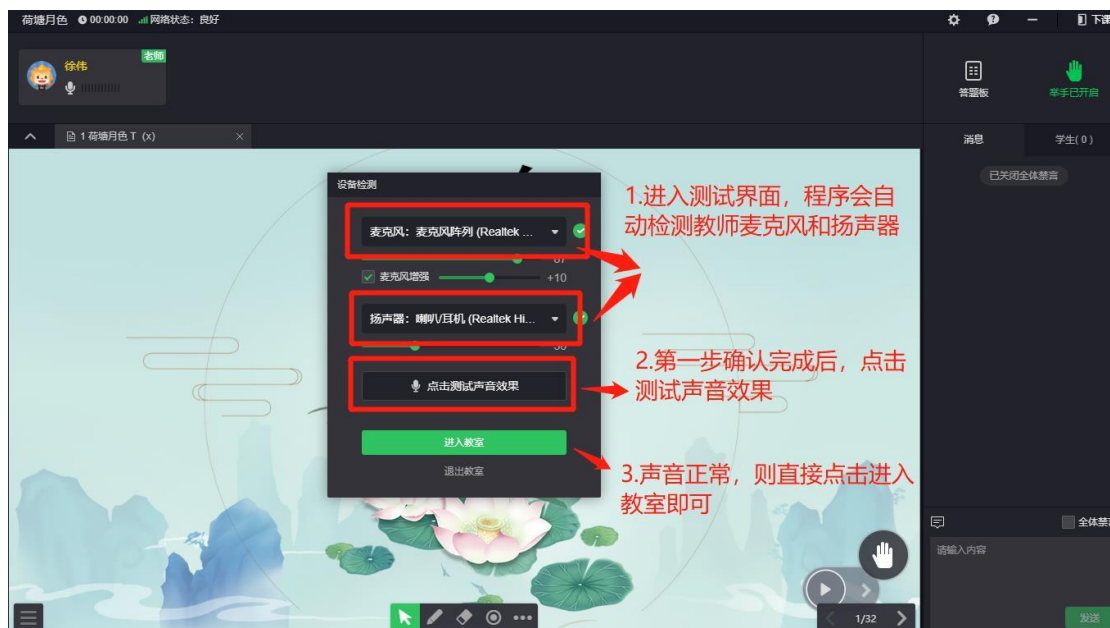 荷塘月色 00:00:00 网络状态：良好
下课
徐伟
老师
答题板
举手已开启
1 荷塘月色 T (x)
消息
学生( 0 )
已关闭全体禁言
设备检测
麦克风：麦克风阵列 (Realtek ...
麦克风增强
+10
扬声器：喇叭/耳机 (Realtek Hi...
点击测试声音效果
进入教室
退出教室
1.进入测试界面，程序会自
动检测教师麦克风和扬声器
2.第一步确认完成后，点击
测试声音效果
3.声音正常，则直接点击进入
教室即可
全体禁
请输入内容
1/32
发送